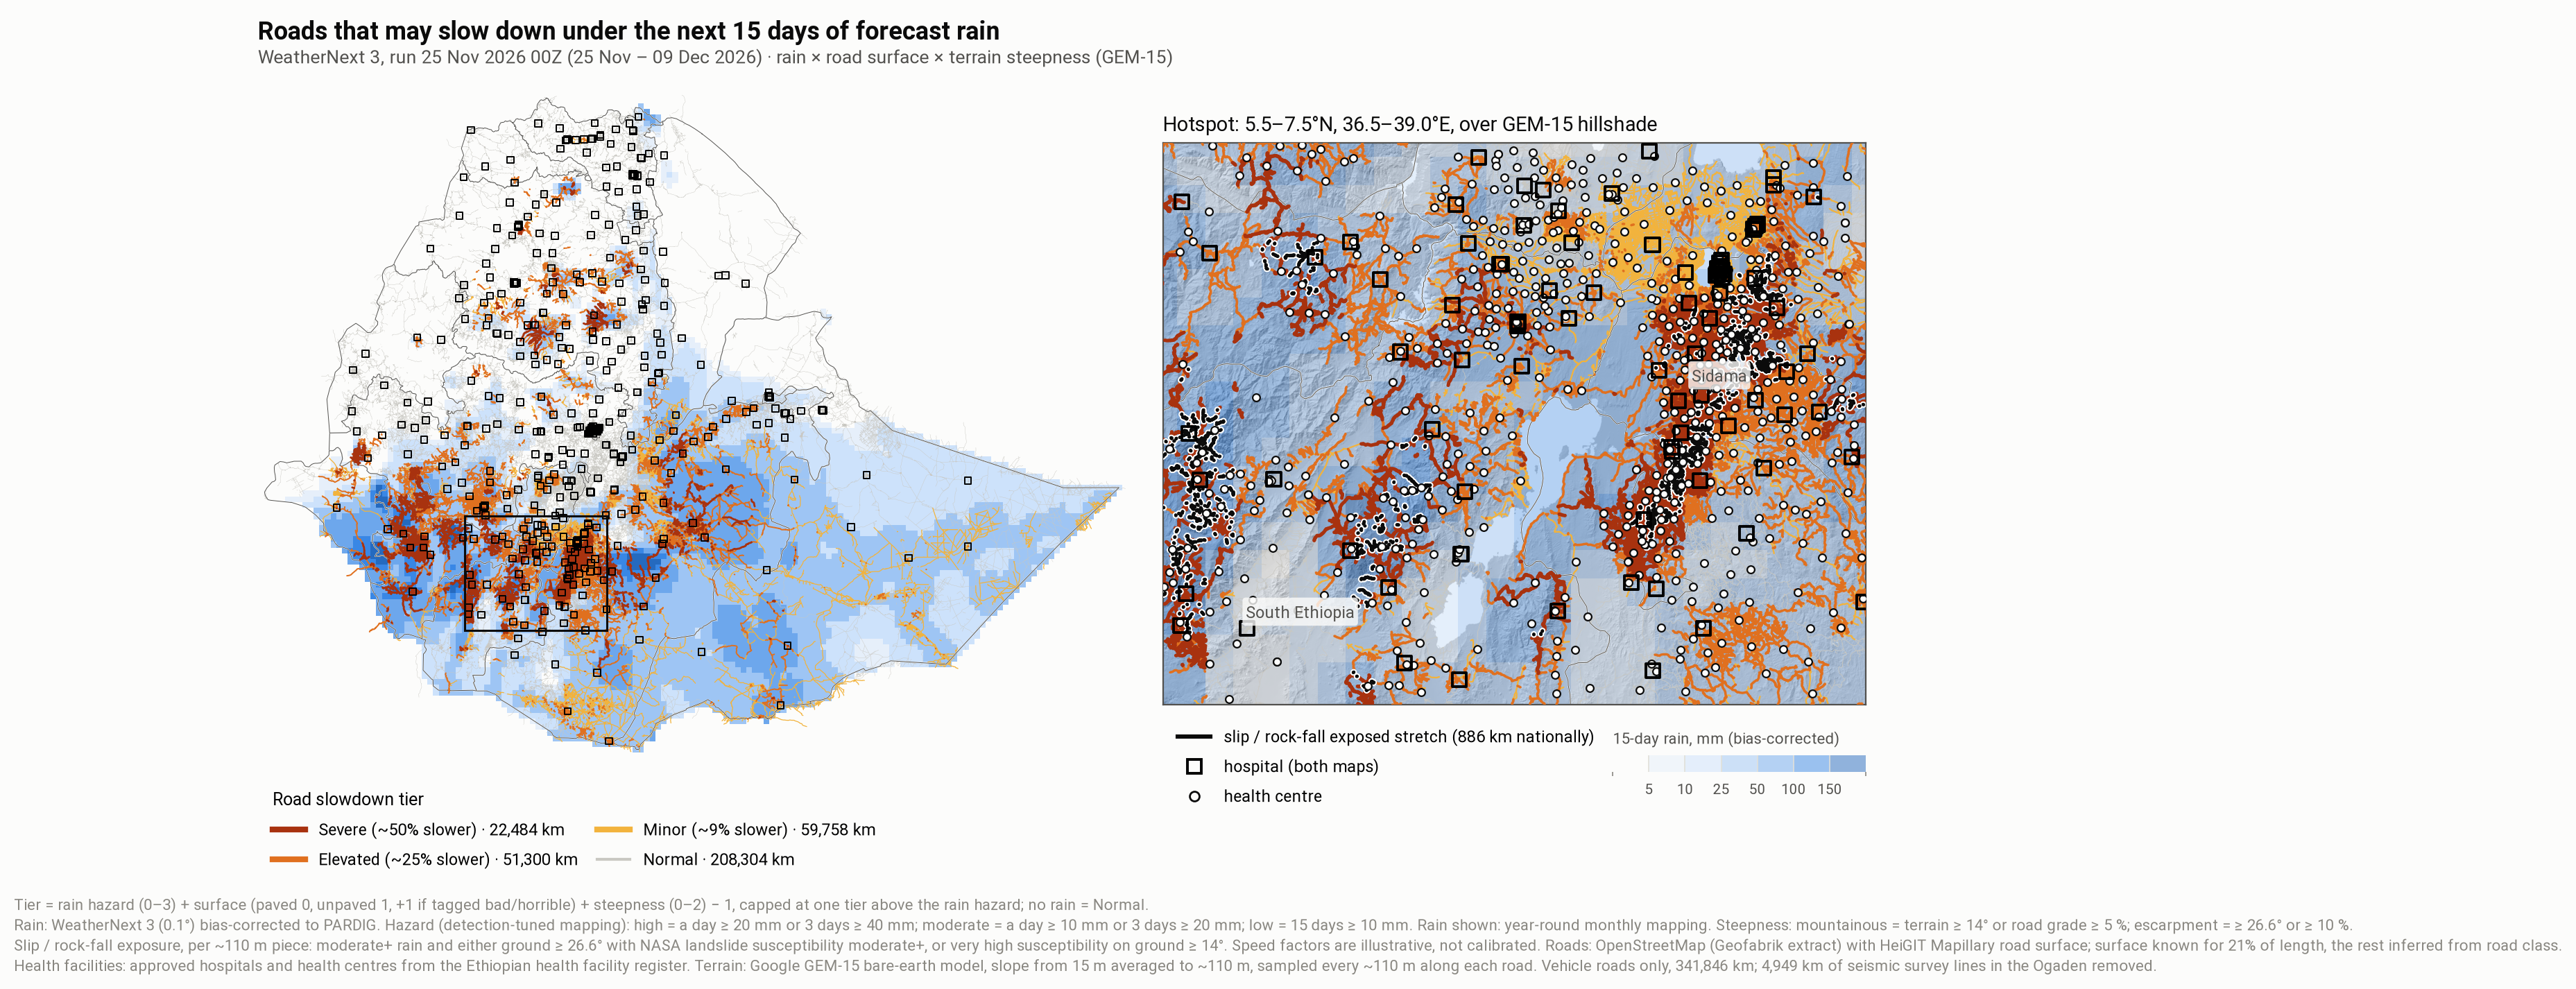 Roads that may slow down under the next 15 days of forecast rain
WeatherNext 3, run 25 Nov 2026 00Z (25 Nov – 09 Dec 2026) · rain × road surface × terrain steepness (GEM-15)
Hotspot: 5.5–7.5°N, 36.5–39.0°E, over GEM-15 hillshade
Sidama
South Ethiopia
slip / rock-fall exposed stretch (886 km nationally)
hospital (both maps)
health centre
15-day rain, mm (bias-corrected)
5 10 25 50 100 150
Road slowdown tier
Severe (~50% slower) · 22,484 km
Minor (~9% slower) · 59,758 km
Elevated (~25% slower) · 51,300 km
Normal · 208,304 km
Tier = rain hazard (0–3) + surface (paved 0, unpaved 1, +1 if tagged bad/horrible) + steepness (0–2) − 1, capped at one tier above the rain hazard; no rain = Normal.
Rain: WeatherNext 3 (0.1°) bias-corrected to PARDIG. Hazard (detection-tuned mapping): high = a day ≥ 20 mm or 3 days ≥ 40 mm; moderate = a day ≥ 10 mm or 3 days ≥ 20 mm; low = 15 days ≥ 10 mm. Rain shown: year-round monthly mapping. Steepness: mountainous = terrain ≥ 14° or road grade ≥ 5 %; escarpment = ≥ 26.6° or ≥ 10 %.
Slip / rock-fall exposure, per ~110 m piece: moderate+ rain and either ground ≥ 26.6° with NASA landslide susceptibility moderate+, or very high susceptibility on ground ≥ 14°. Speed factors are illustrative, not calibrated. Roads: OpenStreetMap (Geofabrik extract) with HeiGIT Mapillary road surface; surface known for 21% of length, the rest inferred from road class.
Health facilities: approved hospitals and health centres from the Ethiopian health facility register. Terrain: Google GEM-15 bare-earth model, slope from 15 m averaged to ~110 m, sampled every ~110 m along each road. Vehicle roads only, 341,846 km; 4,949 km of seismic survey lines in the Ogaden removed.